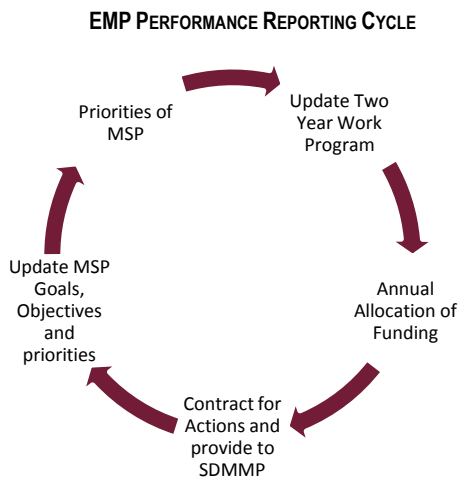 EMP PERFORMANCE REPORTING CYCLE
Priorities of
MSP
Update Two
Year Work
Program
Annual
Allocation of
Funding
Contract for
Actions and
provide to
SDMMP
Update MSP
Goals,
Objectives
and
priorities